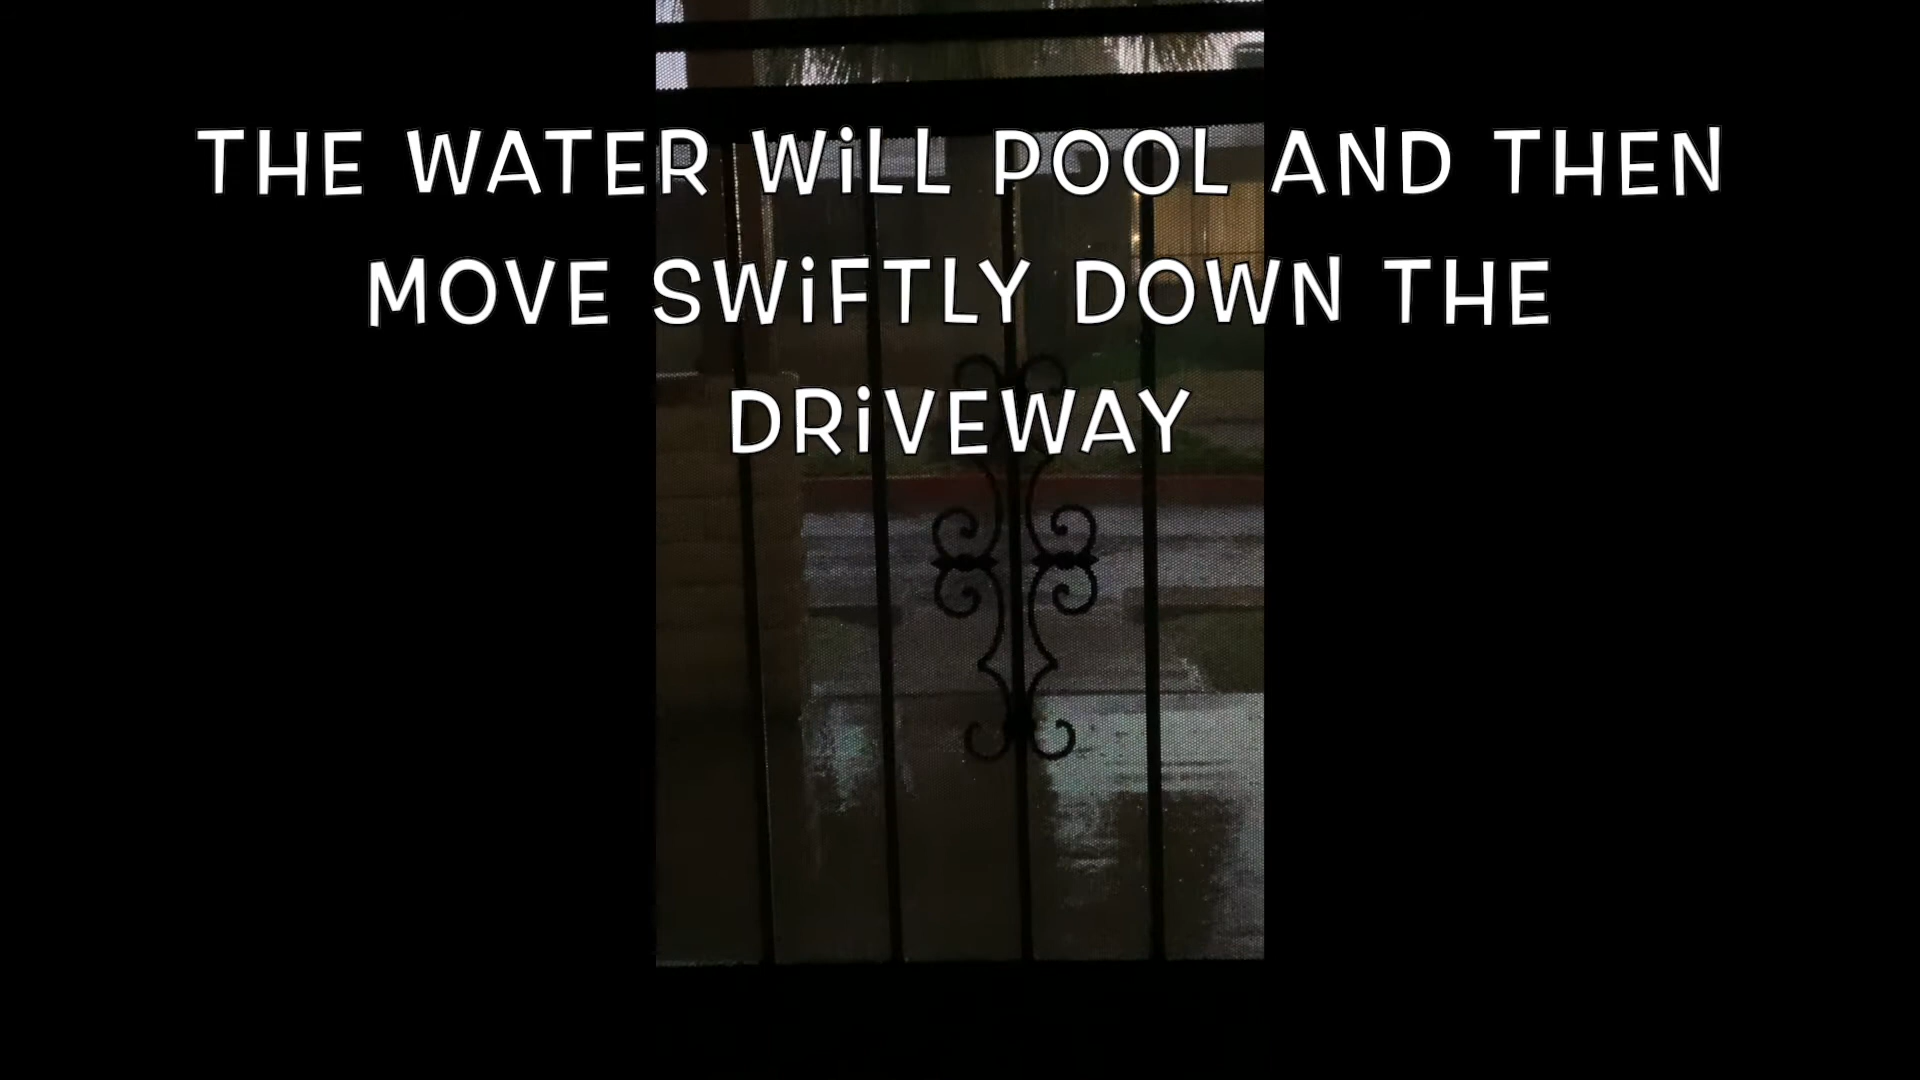 THE WATER WiLL POOL AND THEN
MOVE SWiFTLY DOWN THE
DRiVEWAY